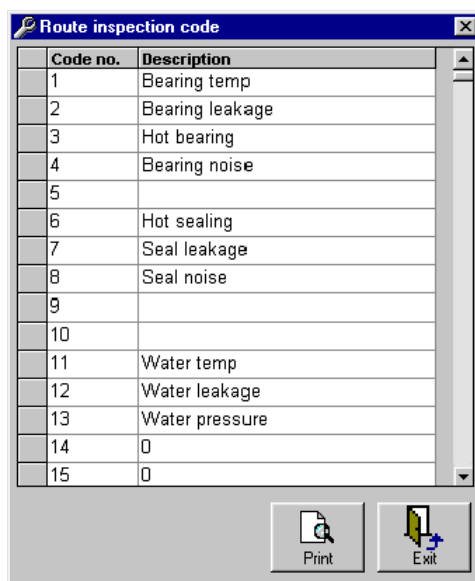 Route inspection code
Code no. Description
1 Bearing temp
2 Bearing leakage
3 Hot bearing
4 Bearing noise
5
6 Hot sealing
7 Seal leakage
8 Seal noise
9
10
11 Water temp
12 Water leakage
13 Water pressure
14 0
15 0
Print Exit